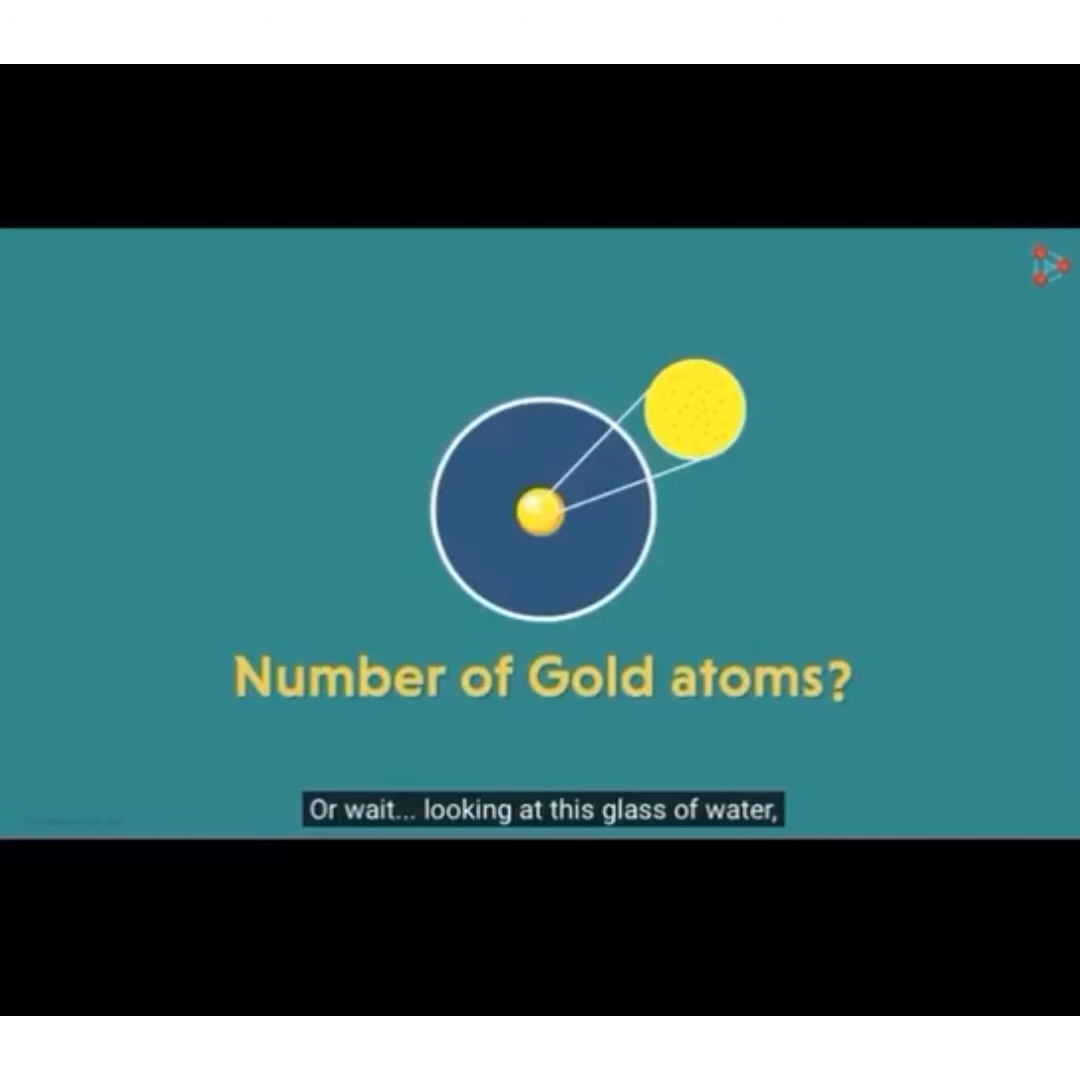 Number of Gold atoms?
Or wait... looking at this glass of water,